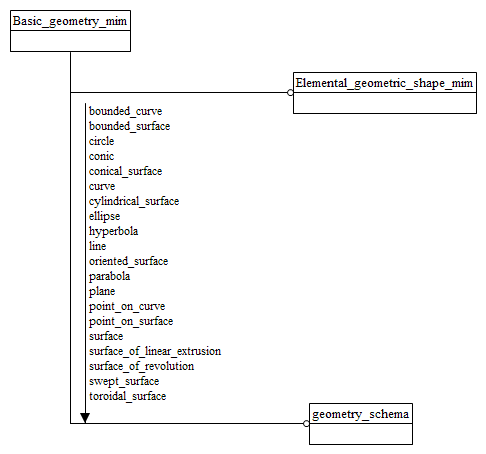 Basic_geometry_mim
Elemental_geometric_shape_mim
bounded_curve
bounded_surface
circle
conic
conical_surface
curve
cylindrical_surface
ellipse
hyperbola
line
oriented_surface
parabola
plane
point_on_curve
point_on_surface
surface
surface_of_linear_extrusion
surface_of_revolution
swept_surface
toroidal_surface
geometry_schema